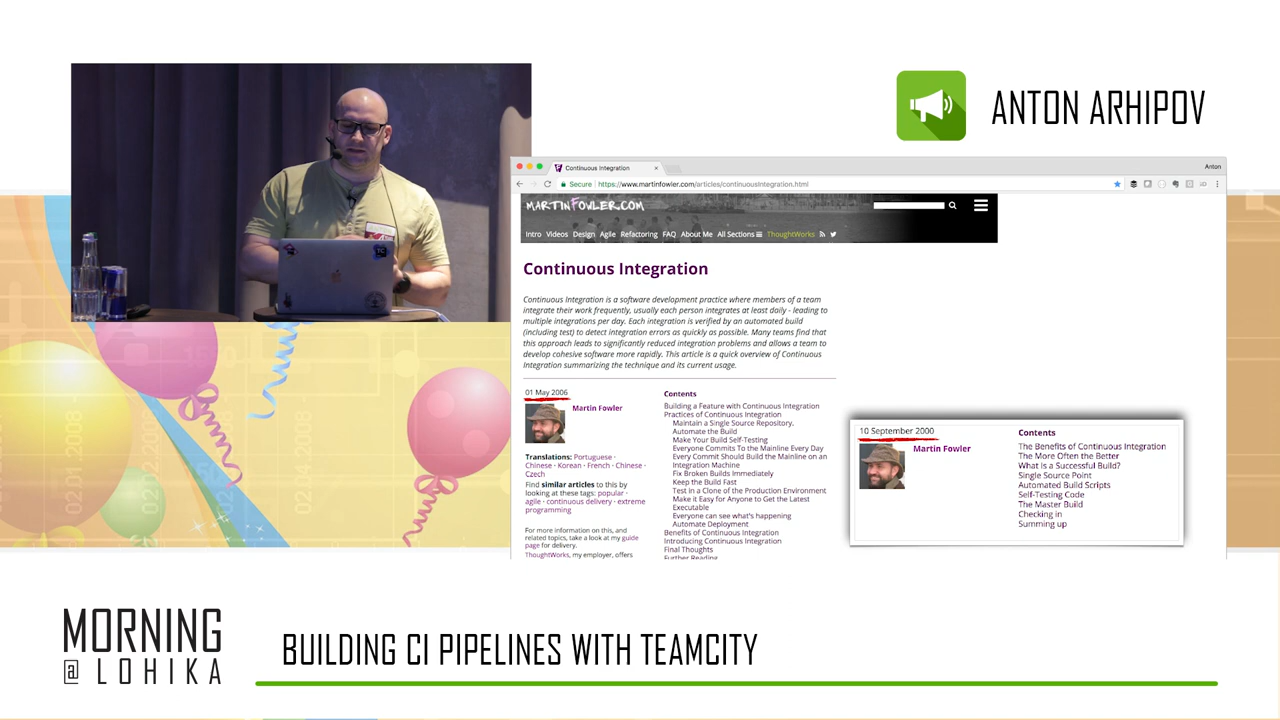 ANTON ARHIPOV
Continuous Integration
Anton
Secure
https://www.martinfowler.com/articles/continuousIntegration.html
MARTINFOWLER.COM
Intro Videos Design Agile Refactoring FAQ About Me All Sections ThoughtWorks
Continuous Integration
Continuous Integration is a software development practice where members of a team
integrate their work frequently, usually each person integrates at least daily - leading to
multiple integrations per day. Each integration is verified by an automated build
(including test) to detect integration errors as quickly as possible. Many teams find that
this approach leads to significantly reduced integration problems and allows a team to
develop cohesive software more rapidly. This article is a quick overview of Continuous
Integration summarizing the technique and its current usage.
01 May 2006
Martin Fowler
Translations: Portuguese ·
Chinese · Korean · French · Chinese ·
Czech
Find similar articles to this by
looking at these tags: popular ·
agile · continuous delivery · extreme
programming
For more information on this, and
related topics, take a look at my guide
page for delivery.
ThoughtWorks, my employer, offers
Contents
Building a Feature with Continuous Integration
Practices of Continuous Integration
Maintain a Single Source Repository.
Automate the Build
Make Your Build Self-Testing
Everyone Commits To the Mainline Every Day
Every Commit Should Build the Mainline on an
Integration Machine
Fix Broken Builds Immediately
Keep the Build Fast
Test in a Clone of the Production Environment
Make it Easy for Anyone to Get the Latest
Executable
Everyone can see what's happening
Automate Deployment
Benefits of Continuous Integration
Introducing Continuous Integration
Final Thoughts
Further Reading
10 September 2000
Martin Fowler
Contents
The Benefits of Continuous Integration
The More Often the Better
What Is a Successful Build?
Single Source Point
Automated Build Scripts
Self-Testing Code
The Master Build
Checking in
Summing up
MORNING
@ LOHIKA
BUILDING CI PIPELINES WITH TEAMCITY